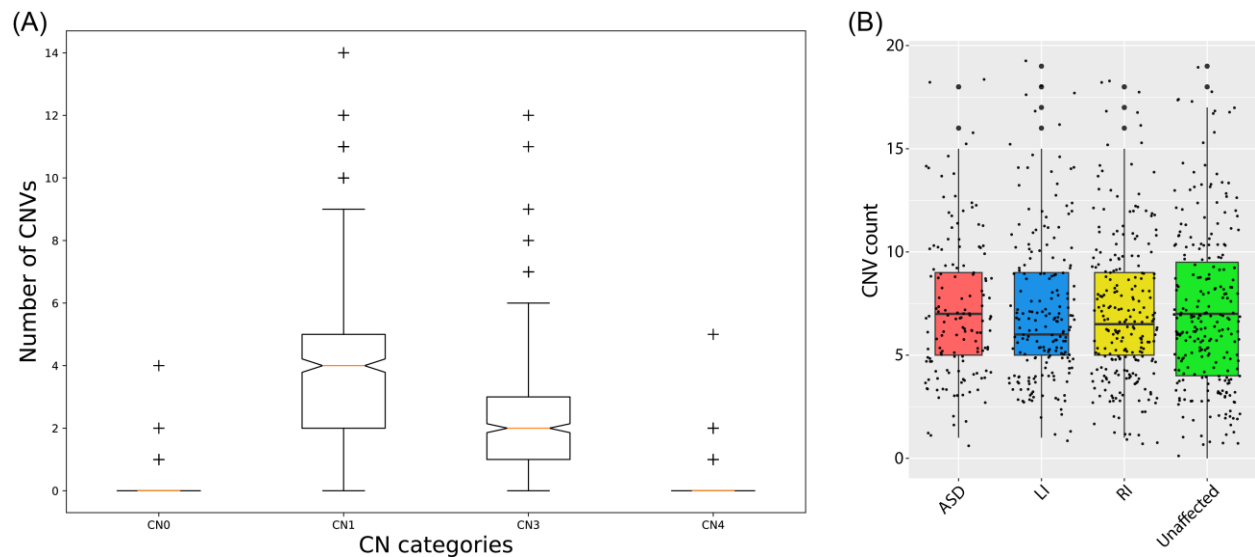 (A)
Number of CNVs
14
12
10
8
6
4
2
0
CN0 CN1 CN3 CN4
CN categories
(B)
CNV count
20
15
10
5
0
ASD LI RI Unaffected